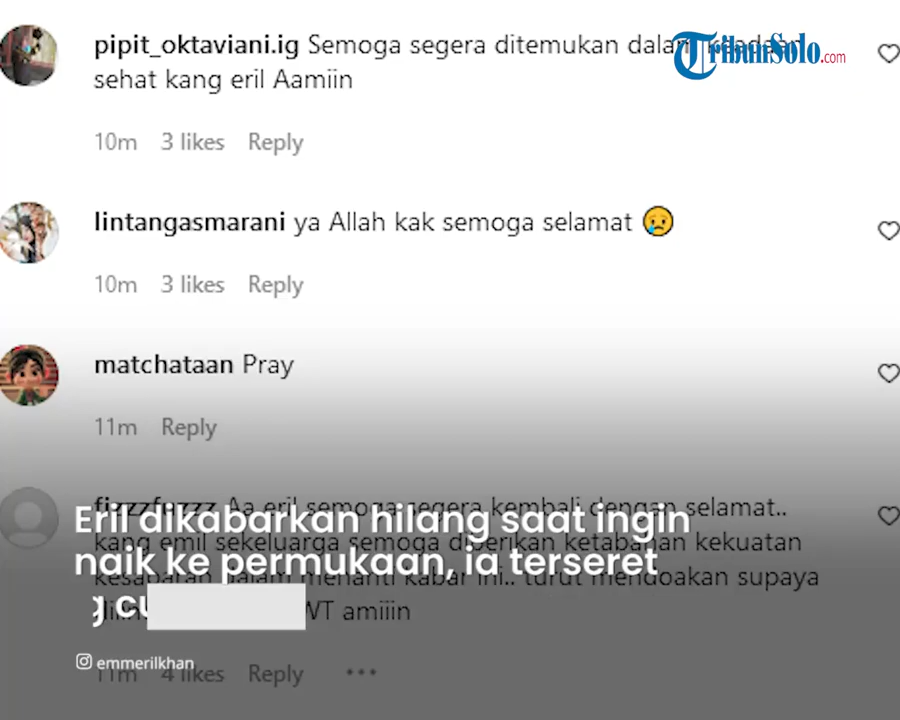 pipit_oktaviani.ig Semoga segera ditemukan dalam
sehat kang eril Aamiin
TribunSolo.com
10m 3 likes Reply
lintangasmarani ya Allah kak semoga selamat 😥
10m 3 likes Reply
matchataan Pray
11m Reply
fizzzfuzzz Aa eril semoga segera kembali dengan selamat..
kang emil sekeluarga semoga diberikan ketabahan kekuatan
kesabaran dalam menanti kabar ini.. turut mendoakan supaya
WT amiiin
11m 4 likes Reply
Eril dikabarkan hilang saat ingin
naik ke permukaan, ia terseret
emmerilkhan